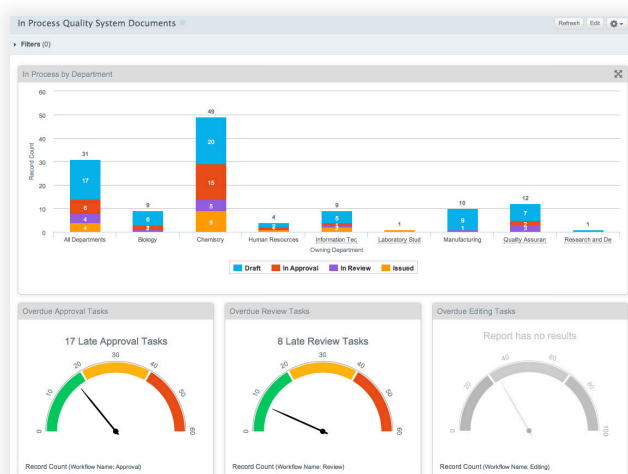 In Process Quality System Documents
Refresh Edit
Filters (0)
In Process by Department
60
50
40
30
20
10
0
Record Count
31
17
6
4
4
9
6
2
49
20
15
5
9
4
2
9
5
1
10
9
1
12
7
3
1
All Departments Biology Chemistry Human Resources Information Tec Laboratory Stud Manufacturing Quality Assuran Research and De
Owning Department
Draft In Approval In Review Issued
Overdue Approval Tasks
17 Late Approval Tasks
0 10 20 30 40 50 60
Record Count (Workflow Name: Approval)
Overdue Review Tasks
8 Late Review Tasks
0 10 20 30 40 50 60
Record Count (Workflow Name: Review)
Overdue Editing Tasks
Report has no results
0 20 40 60 80 100
Record Count (Workflow Name: Editing)